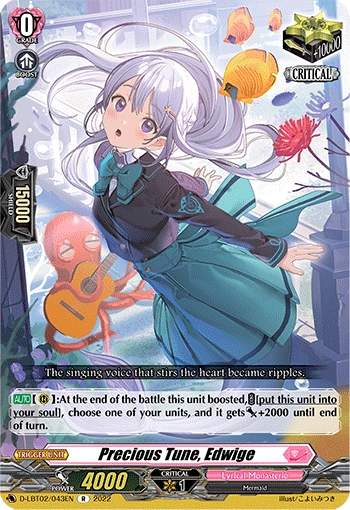 0
GRADE
BOOST
+10000
CRITICAL
15000
SHIELD
The singing voice that stirs the heart became ripples.
AUTO :At the end of the battle this unit boosted, [put this unit into
your soul], choose one of your units, and it gets +2000 until end
of turn.
TRIGGER UNIT
Precious Tune, Edwige
POWER 4000
CRITICAL
1
Lyrical Monasterio
Mermaid
D-LBT02/043EN R 2022
illust/こよいみつき